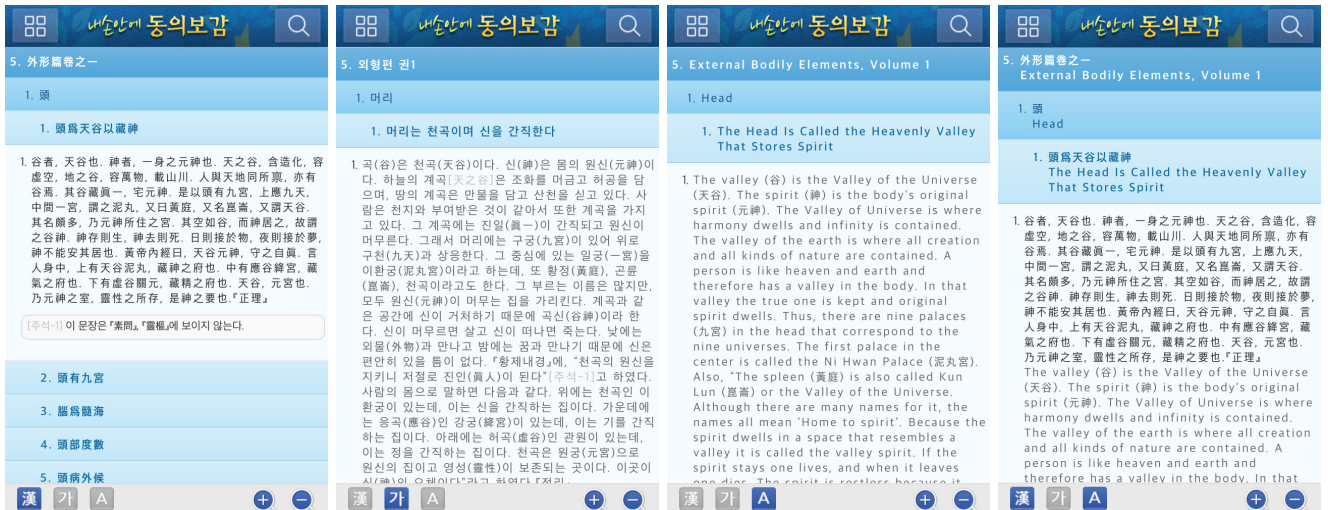 내손안에 동의보감
5. 外形篇卷之一
1. 頭
1. 頭爲天谷以藏神
1. 谷者, 天谷也. 神者, 一身之元神也. 天之谷, 含造化, 容
虛空, 地之谷, 容萬物, 載山川. 人與天地同所禀, 亦有
谷焉. 其谷藏眞一, 宅元神. 是以頭有九宮, 上應九天,
中間一宮, 謂之泥丸, 又曰黃庭, 又名崑崙, 又謂天谷.
其名頗多, 乃元神所住之宮. 其空如谷, 而神居之, 故謂
之谷神. 神存則生, 神去則死. 日則接於物, 夜則接於夢,
神不能安其居也. 黃帝內經曰, 天谷元神, 守之自眞. 言
人身中, 上有天谷泥丸, 藏神之府也. 中有應谷絳宮, 藏
氣之府也. 下有虛谷關元, 藏精之府也. 天谷, 元宮也.
乃元神之室, 靈性之所存, 是神之要也.『正理』
[주석-1] 이 문장은 『素問』, 『靈樞』에 보이지 않는다.
2. 頭有九宮
3. 腦爲髓海
4. 頭部度數
5. 頭病外候
漢 가 A
내손안에 동의보감
5. 외형편 권1
1. 머리
1. 머리는 천곡이며 신을 간직한다
1. 곡(谷)은 천곡(天谷)이다. 신(神)은 몸의 원신(元神)이
다. 하늘의 계곡[天之谷]은 조화를 머금고 허공을 담
으며, 땅의 계곡은 만물을 담고 산천을 싣고 있다. 사
람은 천지와 부여받은 것이 같아서 또한 계곡을 가지
고 있다. 그 계곡에는 진일(眞一)이 간직되고 원신이
머무른다. 그래서 머리에는 구궁(九宮)이 있어 위로
구천(九天)과 상응한다. 그 중심에 있는 일궁(一宮)을
이환궁(泥丸宮)이라고 하는데, 또 황정(黃庭), 곤륜
(崑崙), 천곡이라고도 한다. 그 부르는 이름은 많지만,
모두 원신(元神)이 머무는 집을 가리킨다. 계곡과 같
은 공간에 신이 거처하기 때문에 곡신(谷神)이라 한
다. 신이 머무르면 살고 신이 떠나면 죽는다. 낮에는
외물(外物)과 만나고 밤에는 꿈과 만나기 때문에 신은
편안히 있을 틈이 없다. 『황제내경』에, “천곡의 원신을
지키니 저절로 진인(眞人)이 된다”[주석-1]고 하였다.
사람의 몸으로 말하면 다음과 같다. 위에는 천곡인 이
환궁이 있는데, 이는 신을 간직하는 집이다. 가운데에
는 응곡(應谷)인 강궁(絳宮)이 있는데, 이는 기를 간직
하는 집이다. 아래에는 허곡(虛谷)인 관원이 있는데,
이는 정을 간직하는 집이다. 천곡은 원궁(元宮)으로
원신의 집이고 영성(靈性)이 보존되는 곳이다. 이곳이
신(神)의 요체이다”라고 하였다.『정리』
漢 가 A
내손안에 동의보감
5. External Bodily Elements, Volume 1
1. Head
1. The Head Is Called the Heavenly Valley
That Stores Spirit
1. The valley (谷) is the Valley of the Universe
(天谷). The spirit (神) is the body's original
spirit (元神). The Valley of Universe is where
harmony dwells and infinity is contained.
The valley of the earth is where all creation
and all kinds of nature are contained. A
person is like heaven and earth and
therefore has a valley in the body. In that
valley the true one is kept and original
spirit dwells. Thus, there are nine palaces
(九宮) in the head that correspond to the
nine universes. The first palace in the
center is called the Ni Hwan Palace (泥丸宮).
Also, “The spleen (黃庭) is also called Kun
Lun (崑崙) or the Valley of the Universe.
Although there are many names for it, the
names all mean ‘Home to spirit’. Because the
spirit dwells in a space that resembles a
valley it is called the valley spirit. If the
spirit stays one lives, and when it leaves
one dies. The spirit is restless because it
漢 가 A
내손안에 동의보감
5. 外形篇卷之一
External Bodily Elements, Volume 1
1. 頭
Head
1. 頭爲天谷以藏神
The Head Is Called the Heavenly Valley
That Stores Spirit
1. 谷者, 天谷也. 神者, 一身之元神也. 天之谷, 含造化, 容
虛空, 地之谷, 容萬物, 載山川. 人與天地同所禀, 亦有
谷焉. 其谷藏眞一, 宅元神. 是以頭有九宮, 上應九天,
中間一宮, 謂之泥丸, 又曰黃庭, 又名崑崙, 又謂天谷.
其名頗多, 乃元神所住之宮. 其空如谷, 而神居之, 故謂
之谷神. 神存則生, 神去則死. 日則接於物, 夜則接於夢,
神不能安其居也. 黃帝內經曰, 天谷元神, 守之自眞. 言
人身中, 上有天谷泥丸, 藏神之府也. 中有應谷絳宮, 藏
氣之府也. 下有虛谷關元, 藏精之府也. 天谷, 元宮也.
乃元神之室, 靈性之所存, 是神之要也.『正理』
The valley (谷) is the Valley of the Universe
(天谷). The spirit (神) is the body's original
spirit (元神). The Valley of Universe is where
harmony dwells and infinity is contained.
The valley of the earth is where all creation
and all kinds of nature are contained. A
person is like heaven and earth and
therefore has a valley in the body. In that
漢 가 A